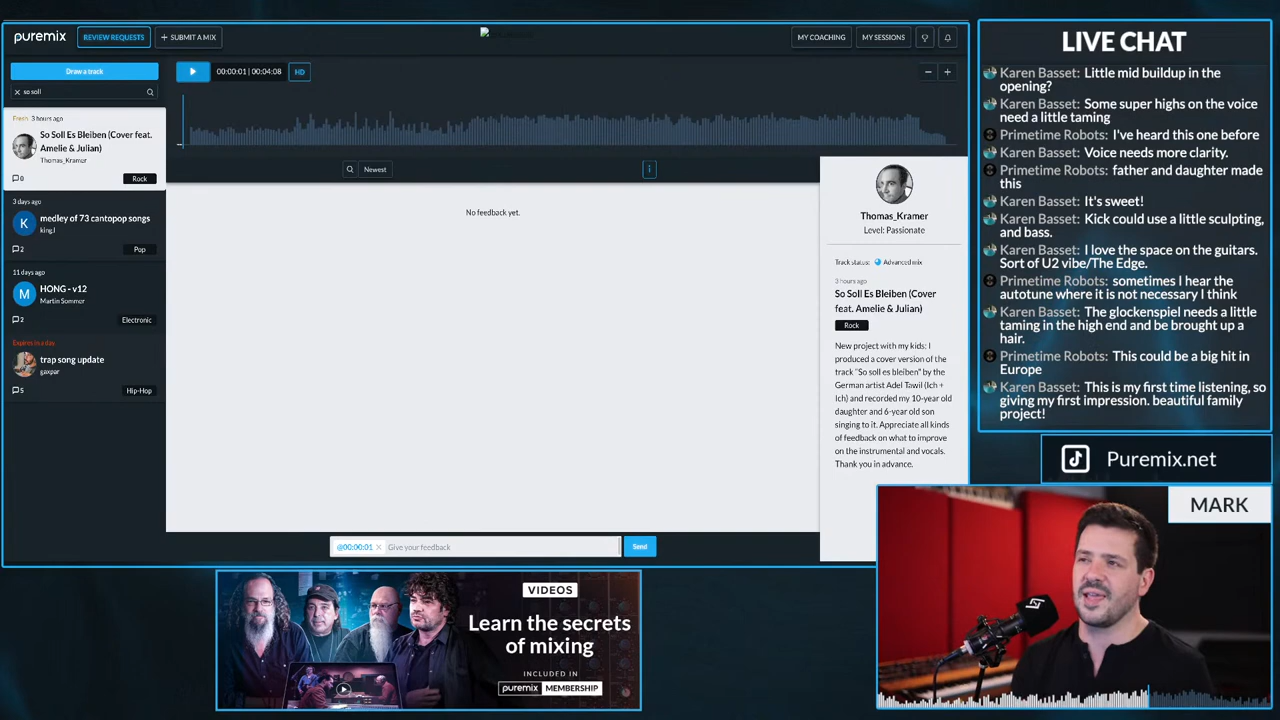 puremix
REVIEW REQUESTS
+ SUBMIT A MIX
MY COACHING
MY SESSIONS
Draw a track
so soll
00:00:01 | 00:04:08
HD
Fresh 3 hours ago
So Soll Es Bleiben (Cover feat.
Amelie & Julian)
Thomas_Kramer
0
Rock
3 days ago
K
medley of 73 cantopop songs
king.l
2
Pop
11 days ago
M
HONG - v12
Martin Sommer
2
Electronic
Expires in a day
trap song update
gaxpar
5
Hip-Hop
Newest
No feedback yet.
@00:00:01
Give your feedback
Send
Thomas_Kramer
Level: Passionate
Track status: Advanced mix
3 hours ago
So Soll Es Bleiben (Cover
feat. Amelie & Julian)
Rock
New project with my kids: I
produced a cover version of the
track "So soll es bleiben" by the
German artist Adel Tawil (Ich +
Ich) and recorded my 10-year old
daughter and 6-year old son
singing to it. Appreciate all kinds
of feedback on what to improve
on the instrumental and vocals.
Thank you in advance.
LIVE CHAT
Karen Basset: Little mid buildup in the
opening?
Karen Basset: Some super highs on the voice
need a little taming
Primetime Robots: I've heard this one before
Karen Basset: Voice needs more clarity.
Primetime Robots: father and daughter made
this
Karen Basset: It's sweet!
Karen Basset: Kick could use a little sculpting,
and bass.
Karen Basset: I love the space on the guitars.
Sort of U2 vibe/The Edge.
Primetime Robots: sometimes I hear the
autotune where it is not necessary I think
Karen Basset: The glockenspiel needs a little
taming in the high end and be brought up a
hair.
Primetime Robots: This could be a big hit in
Europe
Karen Basset: This is my first time listening, so
giving my first impression. beautiful family
project!
Puremix.net
MARK
VIDEOS
Learn the secrets
of mixing
INCLUDED IN
puremix MEMBERSHIP